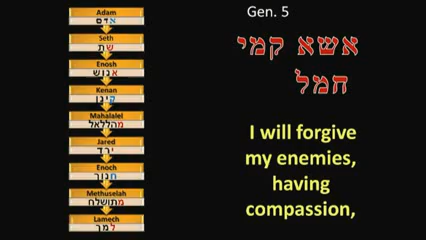 Adam
אדם
Seth
שת
Enosh
אנוש
Kenan
קינן
Mahalalel
מהללאל
Jared
ירד
Enoch
חנוך
Methuselah
מתושלח
Lamech
למך
Gen. 5
אשא קמי
חמל
I will forgive
my enemies,
having
compassion,